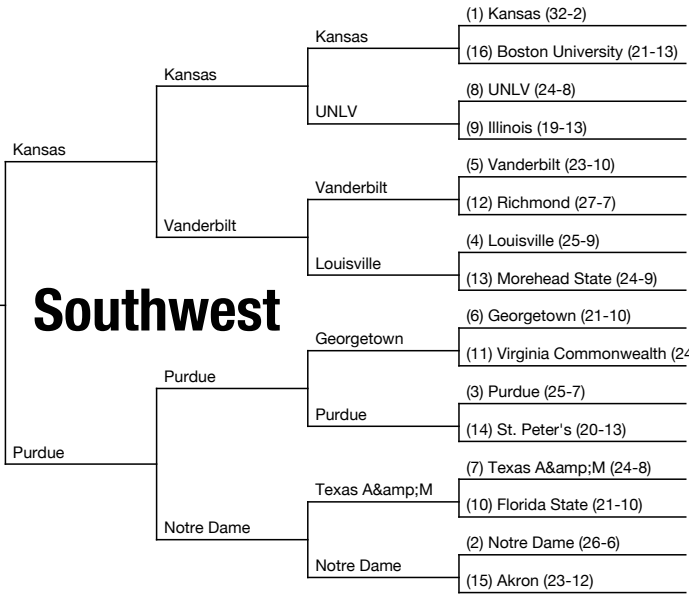 (1) Kansas (32-2)
Kansas
(16) Boston University (21-13)
Kansas
(8) UNLV (24-8)
UNLV
(9) Illinois (19-13)
Kansas
(5) Vanderbilt (23-10)
Vanderbilt
(12) Richmond (27-7)
Vanderbilt
(4) Louisville (25-9)
Louisville
(13) Morehead State (24-9)
Southwest
(6) Georgetown (21-10)
Georgetown
(11) Virginia Commonwealth (24
Purdue
(3) Purdue (25-7)
Purdue
(14) St. Peter's (20-13)
Purdue
(7) Texas A&amp;M (24-8)
Texas A&amp;M
(10) Florida State (21-10)
Notre Dame
(2) Notre Dame (26-6)
Notre Dame
(15) Akron (23-12)